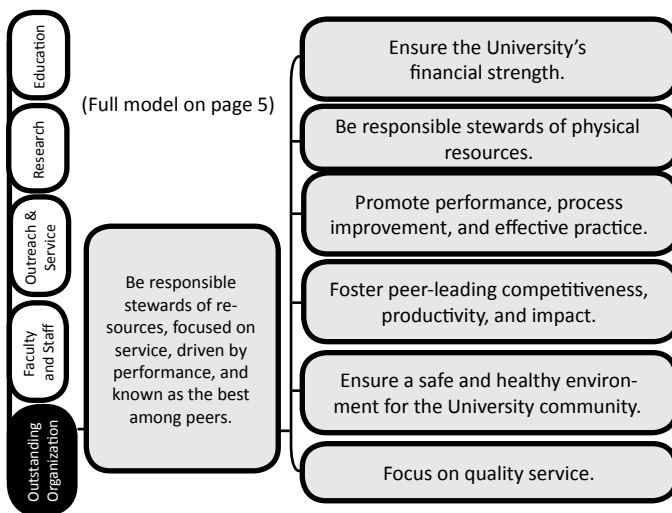 Education
Research
Outreach &
Service
Faculty
and Staff
Outstanding
Organization
(Full model on page 5)
Be responsible
stewards of re-
sources, focused on
service, driven by
performance, and
known as the best
among peers.
Ensure the University’s
financial strength.
Be responsible stewards of physical
resources.
Promote performance, process
improvement, and effective practice.
Foster peer-leading competitiveness,
productivity, and impact.
Ensure a safe and healthy environ-
ment for the University community.
Focus on quality service.